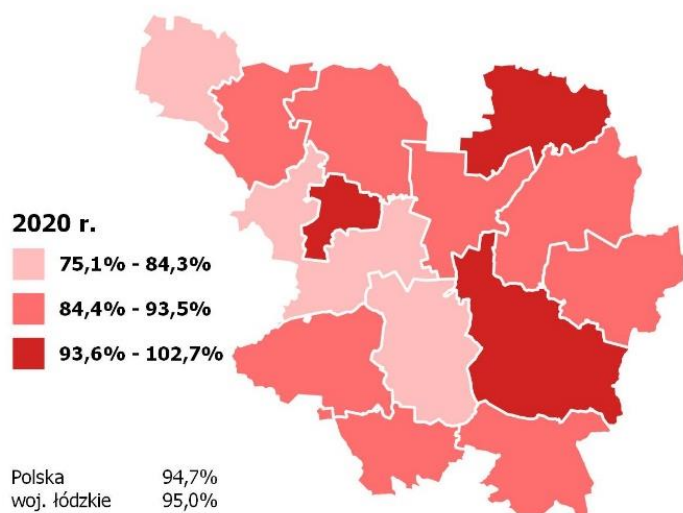 2020 r.
75,1% - 84,3%
84,4% - 93,5%
93,6% - 102,7%
Polska 94,7%
woj. łódzkie 95,0%